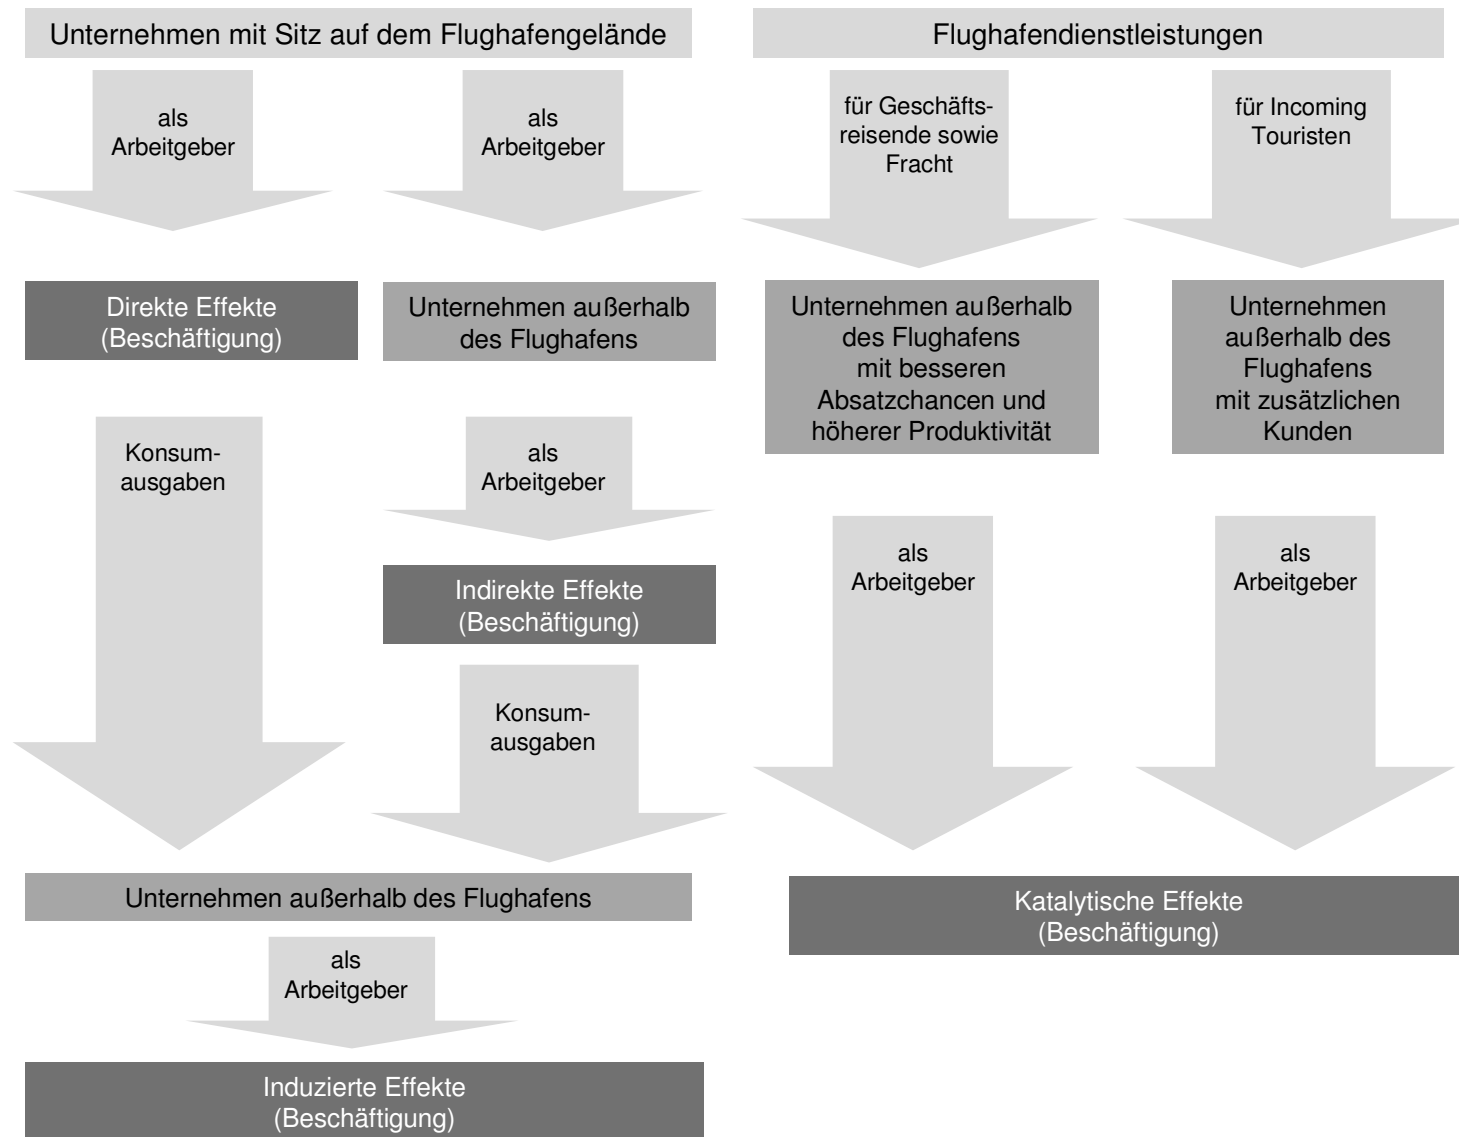 Unternehmen mit Sitz auf dem Flughafengelände
Flughafendienstleistungen
als
Arbeitgeber
als
Arbeitgeber
für Geschäfts-
reisende sowie
Fracht
für Incoming
Touristen
Direkte Effekte
(Beschäftigung)
Unternehmen außerhalb
des Flughafens
Unternehmen außerhalb
des Flughafens
mit besseren
Absatzchancen und
höherer Produktivität
Unternehmen
außerhalb des
Flughafens
mit zusätzlichen
Kunden
Konsum-
ausgaben
als
Arbeitgeber
als
Arbeitgeber
als
Arbeitgeber
Indirekte Effekte
(Beschäftigung)
Konsum-
ausgaben
Unternehmen außerhalb des Flughafens
Katalytische Effekte
(Beschäftigung)
als
Arbeitgeber
Induzierte Effekte
(Beschäftigung)